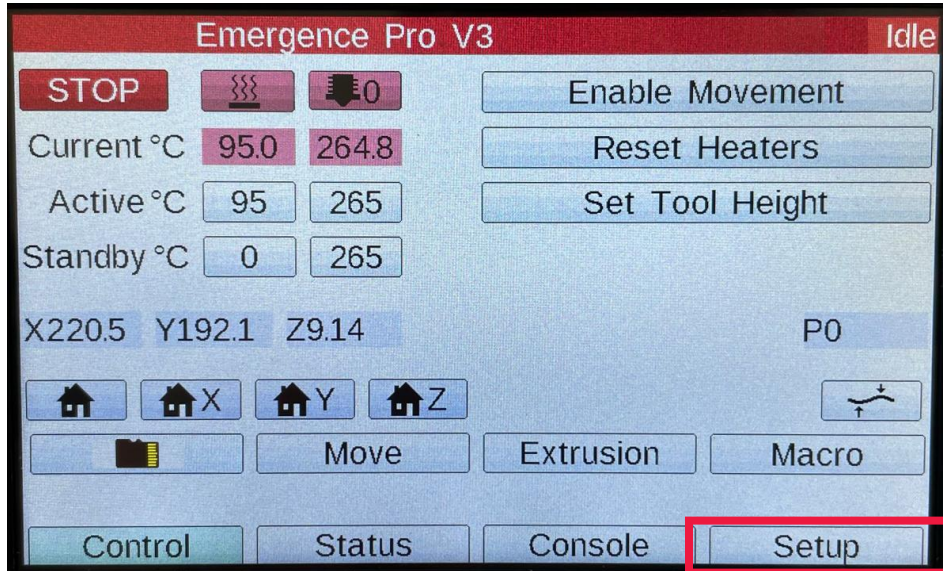 Emergence Pro V3 Idle
STOP 0 Enable Movement
Current °C 95.0 264.8 Reset Heaters
Active °C 95 265 Set Tool Height
Standby °C 0 265
X220.5 Y192.1 Z9.14 P0
X Y Z
Move Extrusion Macro
Control Status Console Setup